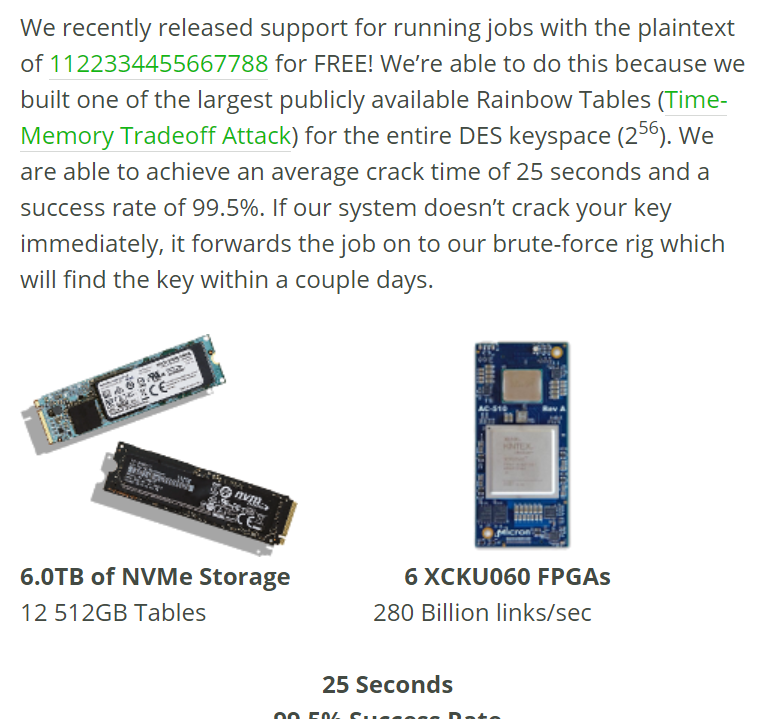 We recently released support for running jobs with the plaintext
of 1122334455667788 for FREE! We’re able to do this because we
built one of the largest publicly available Rainbow Tables (Time-
Memory Tradeoff Attack) for the entire DES keyspace (2⁵⁶). We
are able to achieve an average crack time of 25 seconds and a
success rate of 99.5%. If our system doesn’t crack your key
immediately, it forwards the job on to our brute-force rig which
will find the key within a couple days.
nvm
AC-510 Rev A
KINTEX
Micron
6.0TB of NVMe Storage
12 512GB Tables
6 XCKU060 FPGAs
280 Billion links/sec
25 Seconds
99.5% Success Rate